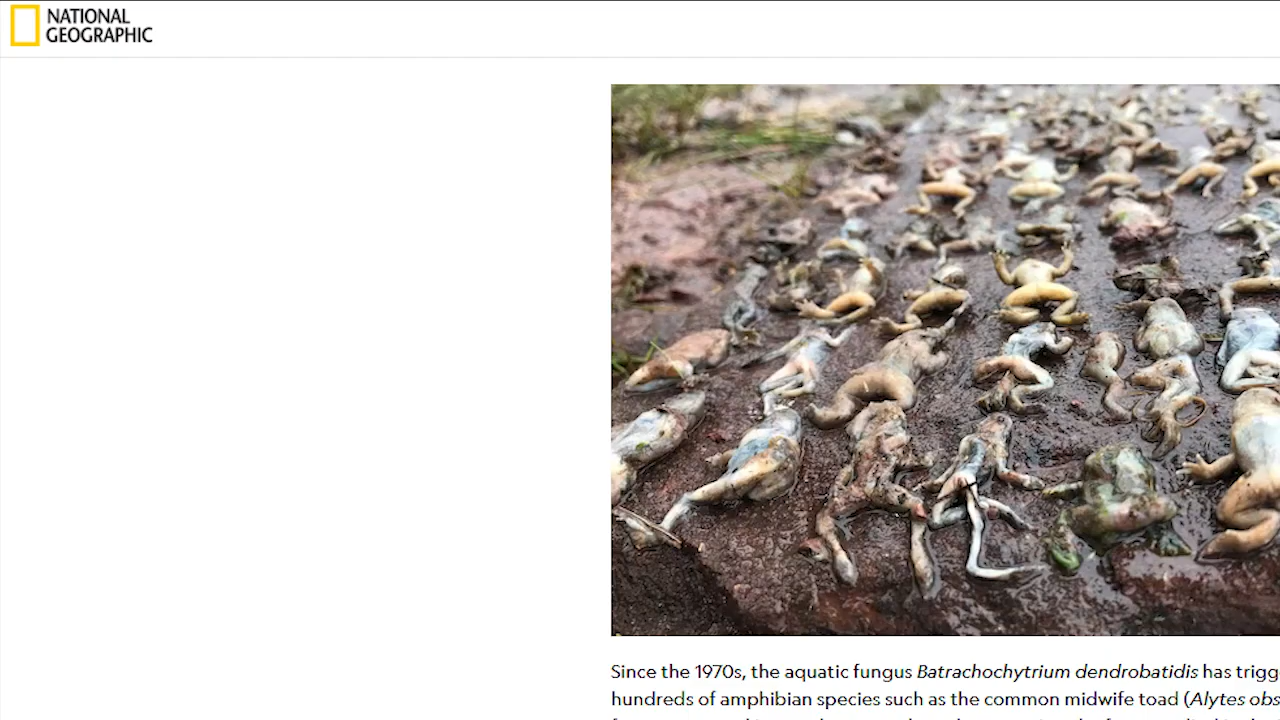 NATIONAL
GEOGRAPHIC
Since the 1970s, the aquatic fungus Batrachochytrium dendrobatidis has trigg
hundreds of amphibian species such as the common midwife toad (Alytes obs